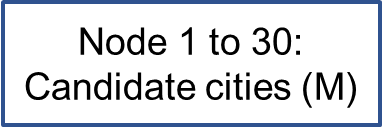 Node 1 to 30:
Candidate cities (M)